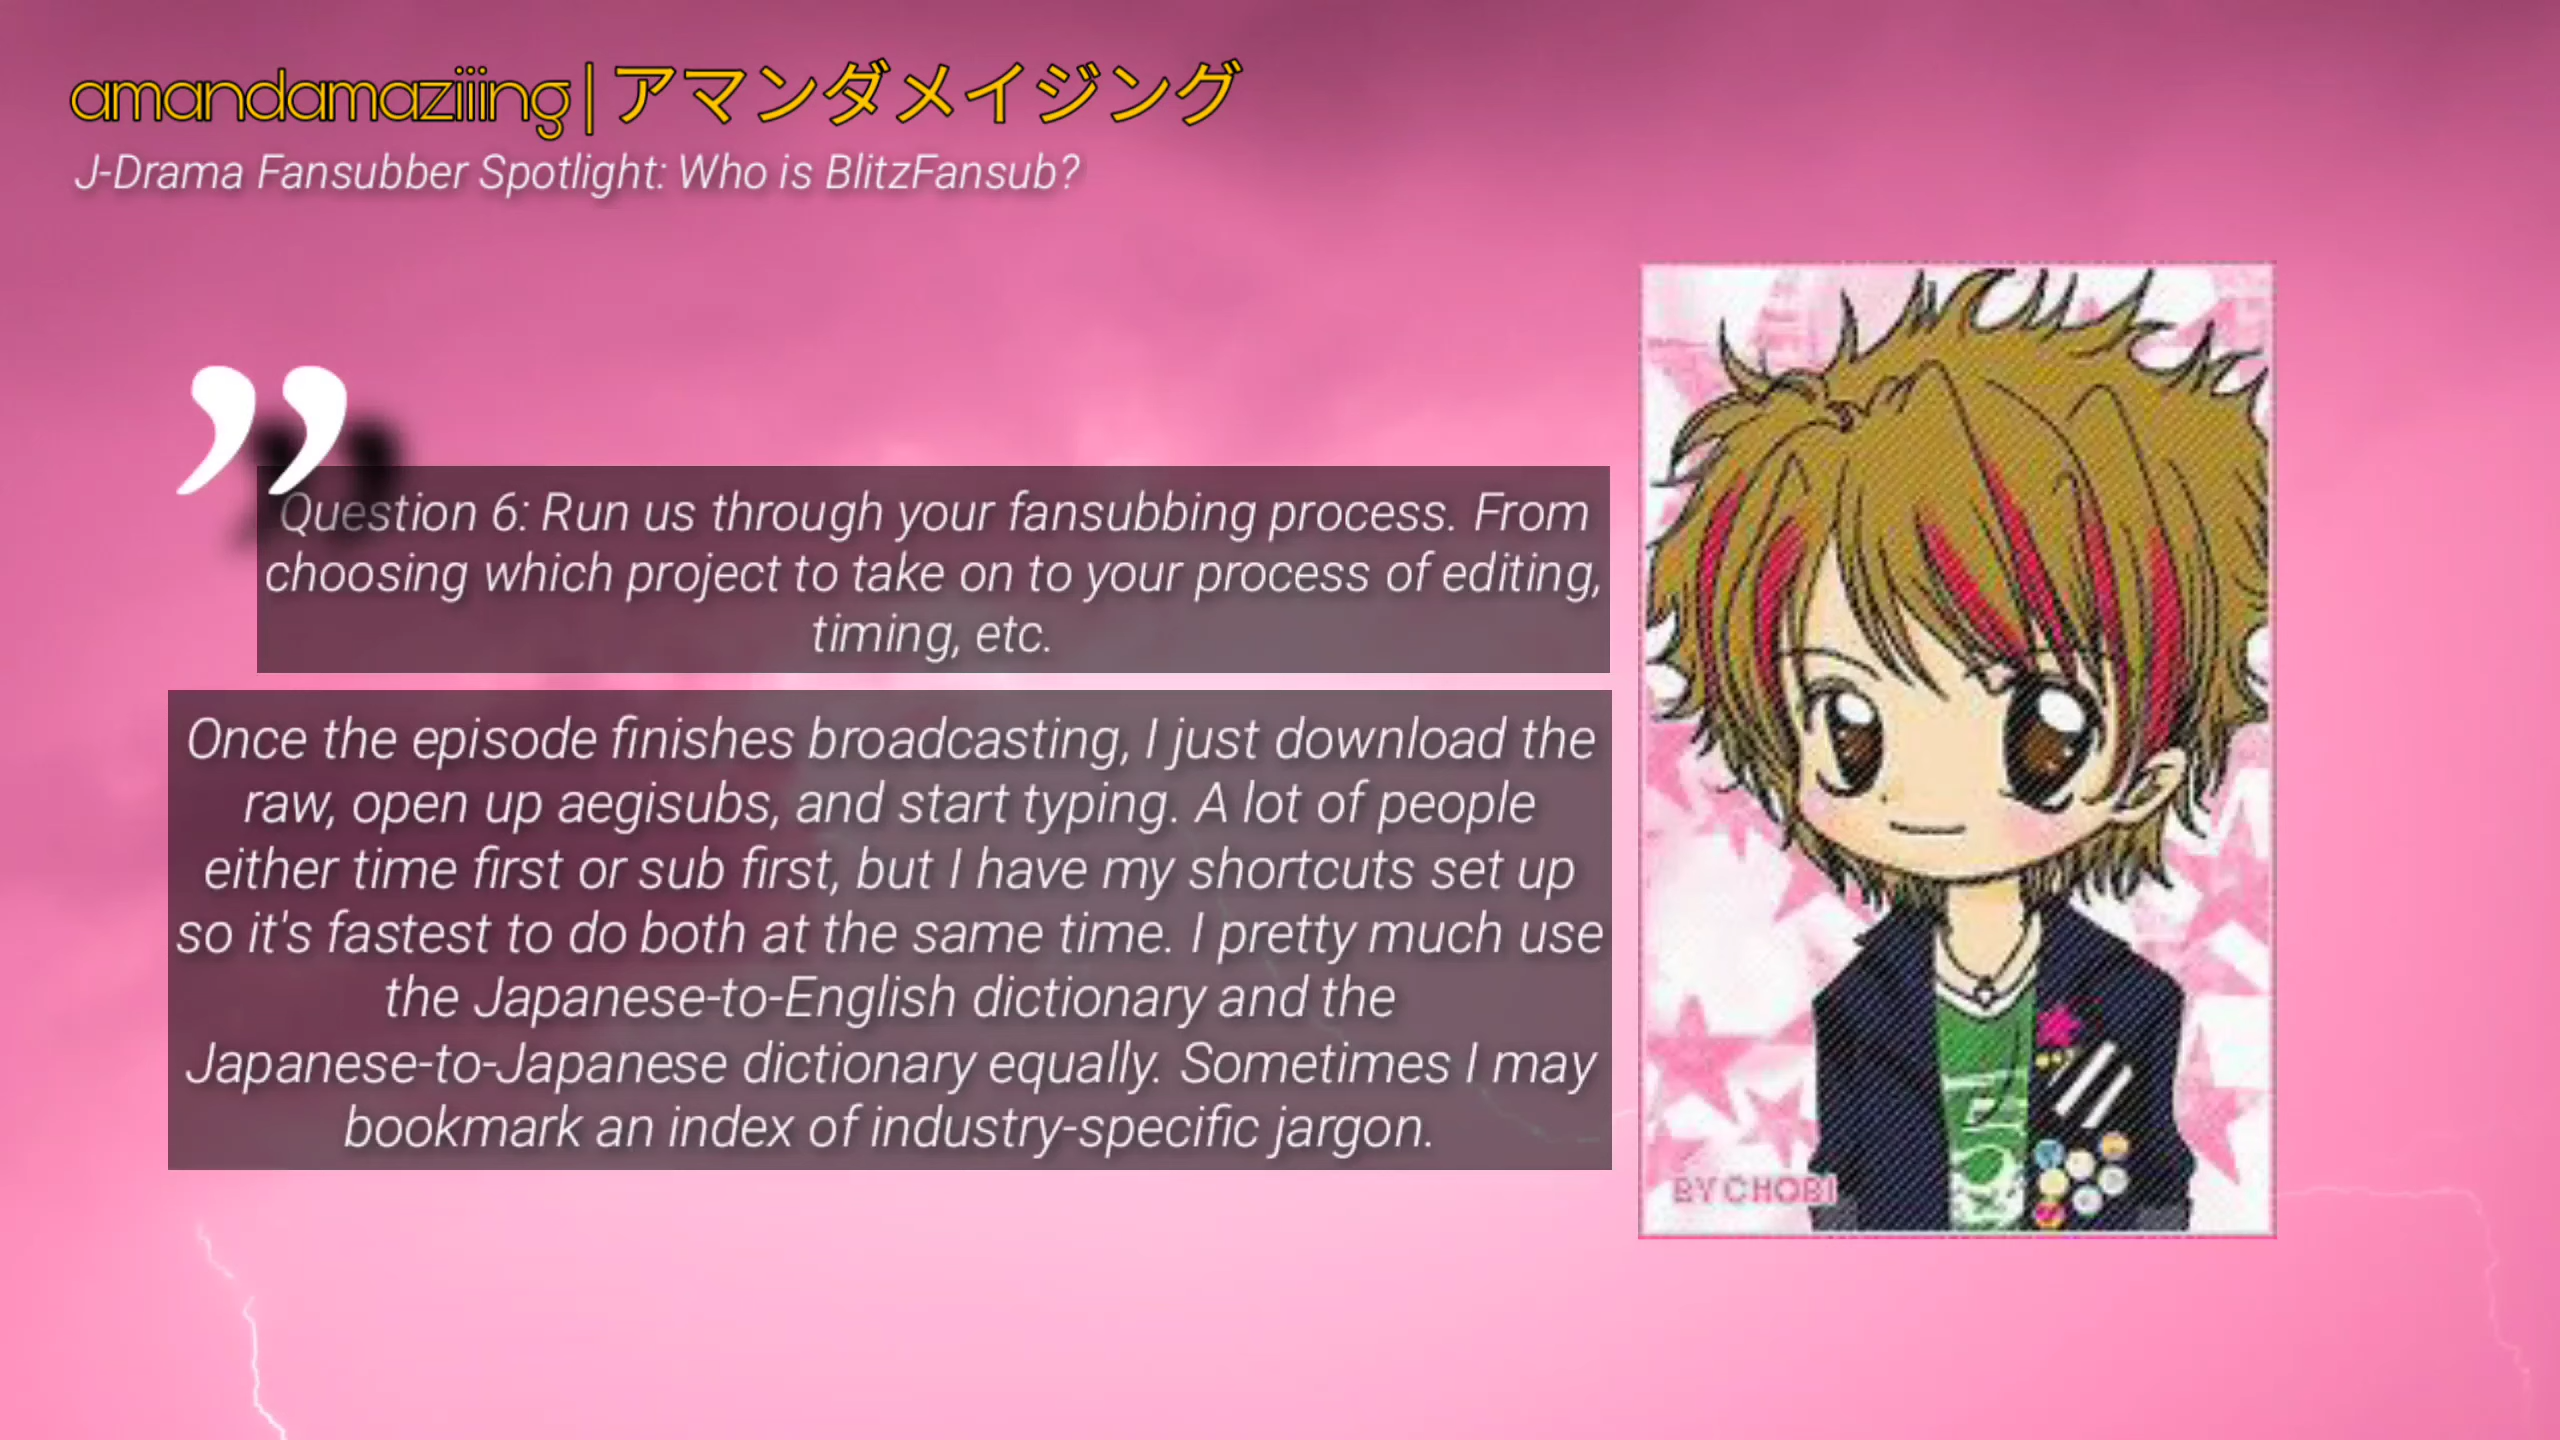 amandamaziiing | アマンダメイジング
J-Drama Fansubber Spotlight: Who is BlitzFansub?
”
Question 6: Run us through your fansubbing process. From
choosing which project to take on to your process of editing,
timing, etc.
Once the episode finishes broadcasting, I just download the
raw, open up aegisubs, and start typing. A lot of people
either time first or sub first, but I have my shortcuts set up
so it's fastest to do both at the same time. I pretty much use
the Japanese-to-English dictionary and the
Japanese-to-Japanese dictionary equally. Sometimes I may
bookmark an index of industry-specific jargon.
BY CHOBI